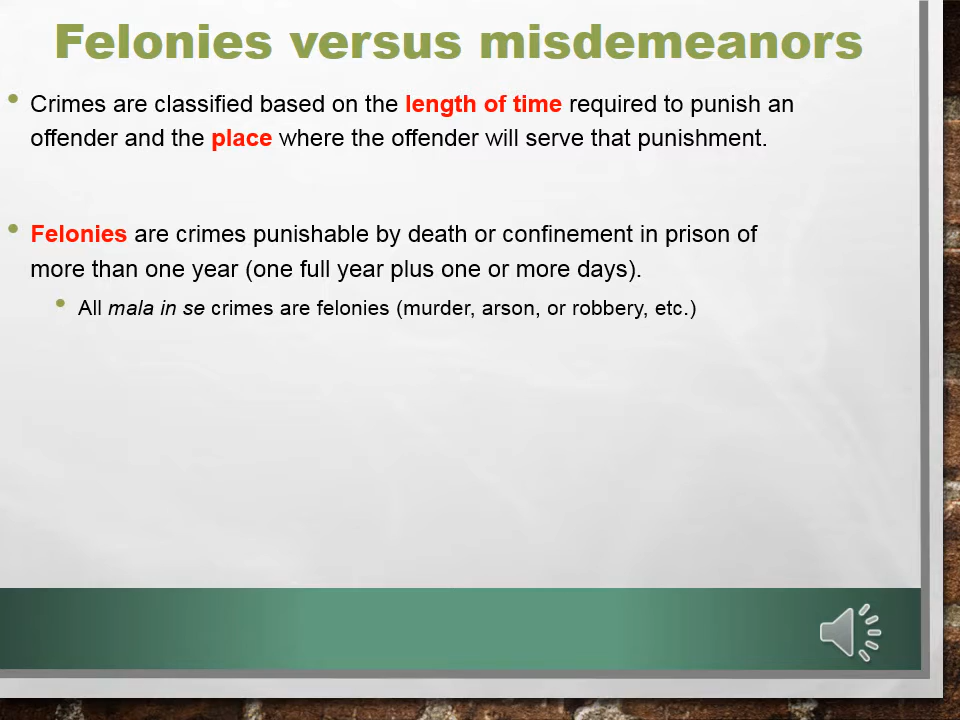 Felonies versus misdemeanors
• Crimes are classified based on the length of time required to punish an
offender and the place where the offender will serve that punishment.
• Felonies are crimes punishable by death or confinement in prison of
more than one year (one full year plus one or more days).
• All mala in se crimes are felonies (murder, arson, or robbery, etc.)